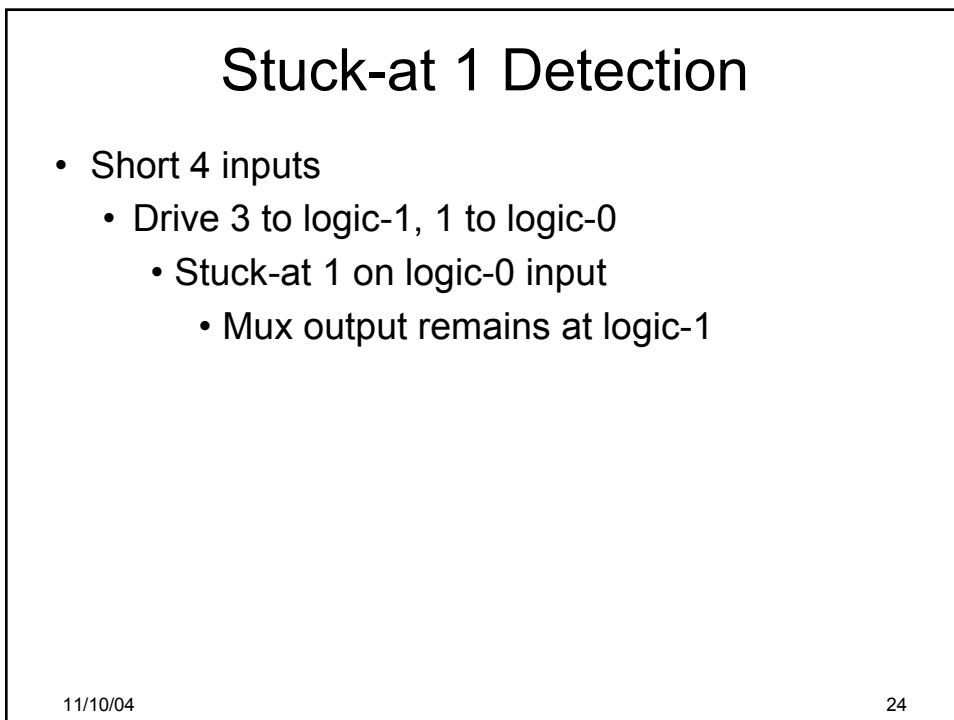 Stuck-at 1 Detection
• Short 4 inputs
• Drive 3 to logic-1, 1 to logic-0
• Stuck-at 1 on logic-0 input
• Mux output remains at logic-1
11/10/04
24